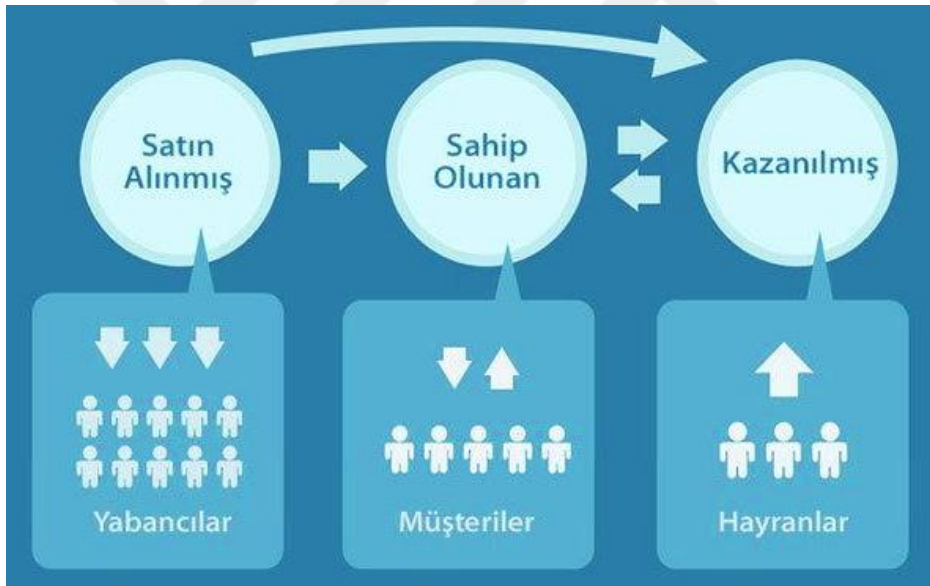 Satın
Alınmış
Sahip
Olunan
Kazanılmış
Yabancılar
Müşteriler
Hayranlar